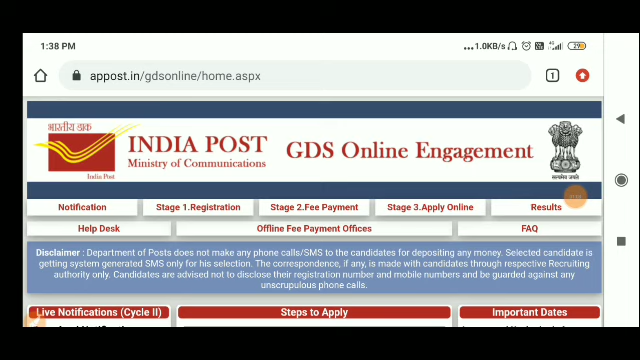 1:38 PM
...1.0KB/s
29
appost.in/gdsonline/home.aspx
1
भारतीय डाक
India Post
INDIA POST
Ministry of Communications
GDS Online Engagement
सत्यमेव जयते
Notification
Stage 1.Registration
Stage 2.Fee Payment
Stage 3.Apply Online
Results
Help Desk
Offline Fee Payment Offices
FAQ
Disclaimer : Department of Posts does not make any phone calls/SMS to the candidates for depositing any money. Selected candidate is
getting system generated SMS only for his selection. The correspondence, if any, is made with candidates through respective Recruiting
authority only. Candidates are advised not to disclose their registration number and mobile numbers and be guarded against any
unscrupulous phone calls.
Live Notifications (Cycle II)
Steps to Apply
Important Dates